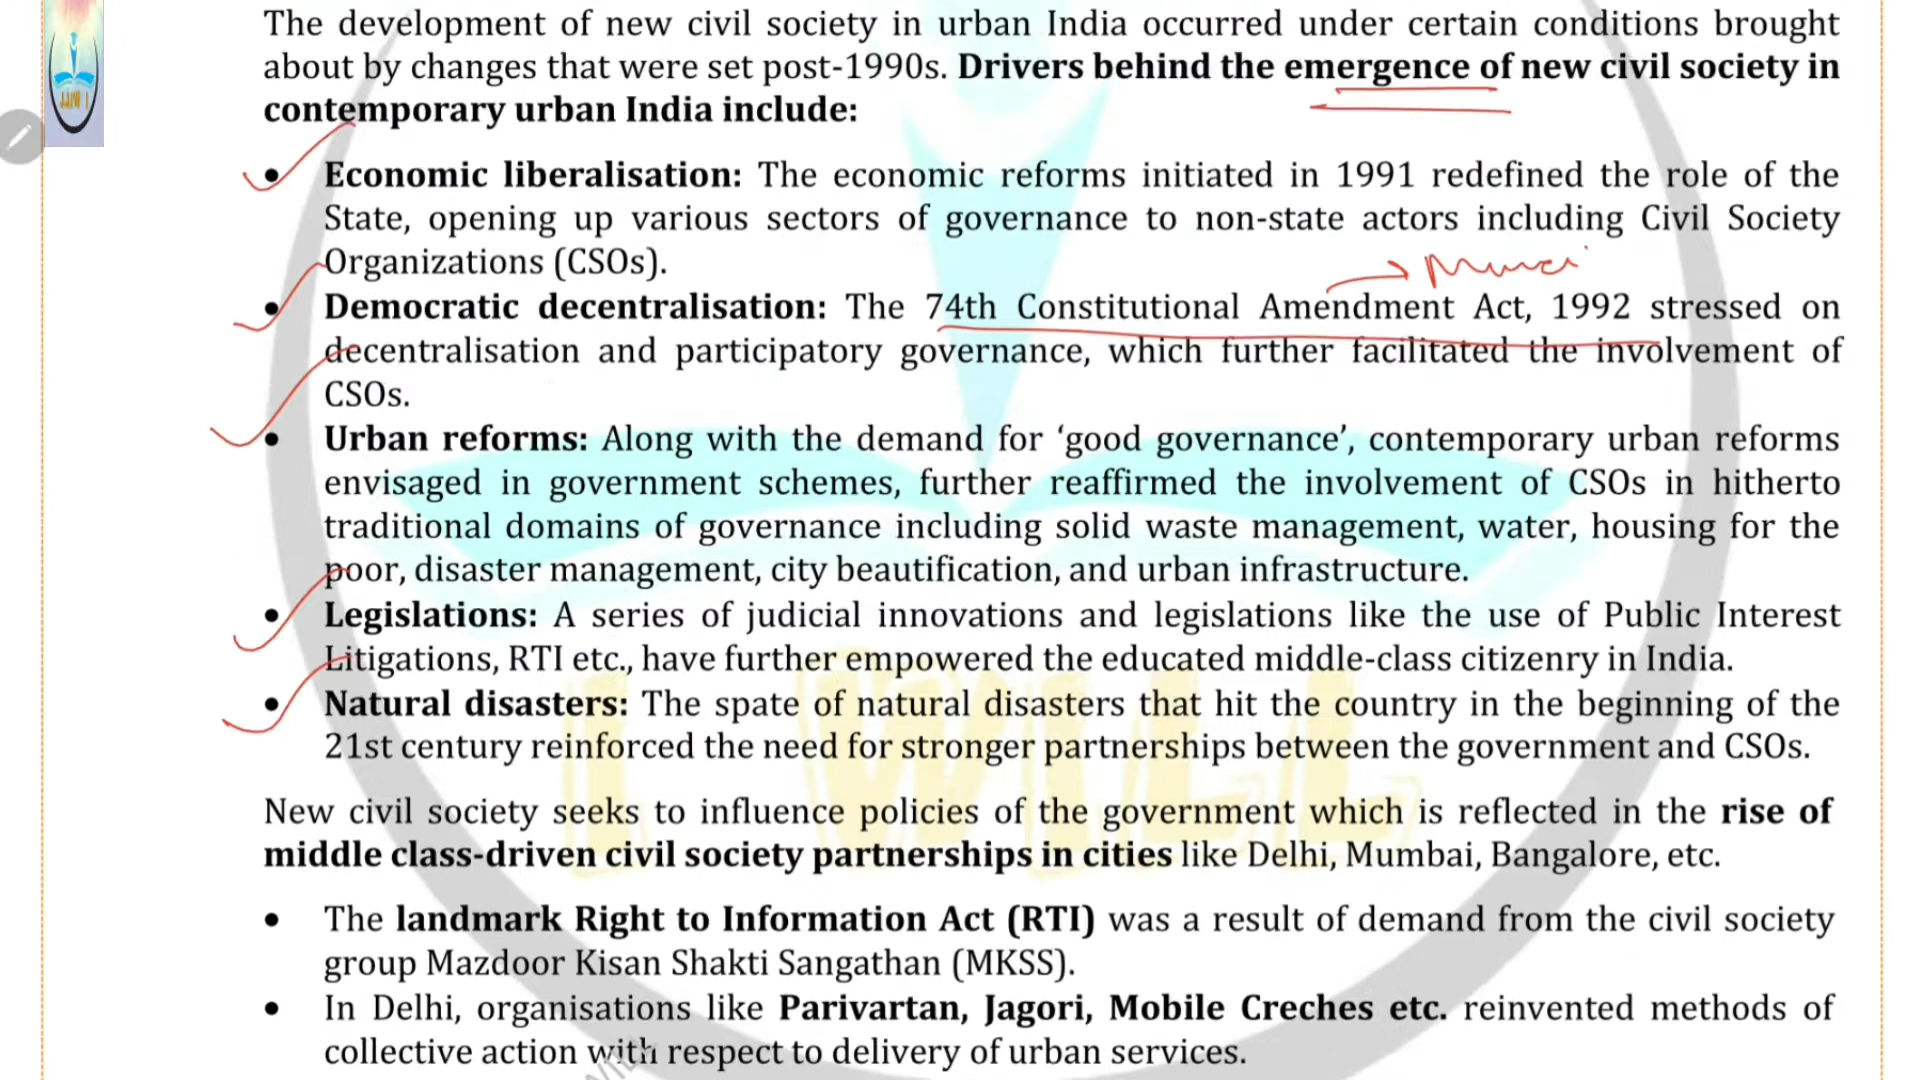 The development of new civil society in urban India occurred under certain conditions brought
about by changes that were set post-1990s. Drivers behind the emergence of new civil society in
contemporary urban India include:
• Economic liberalisation: The economic reforms initiated in 1991 redefined the role of the
State, opening up various sectors of governance to non-state actors including Civil Society
Organizations (CSOs).
• Democratic decentralisation: The 74th Constitutional Amendment Act, 1992 stressed on
decentralisation and participatory governance, which further facilitated the involvement of
CSOs.
• Urban reforms: Along with the demand for ‘good governance’, contemporary urban reforms
envisaged in government schemes, further reaffirmed the involvement of CSOs in hitherto
traditional domains of governance including solid waste management, water, housing for the
poor, disaster management, city beautification, and urban infrastructure.
• Legislations: A series of judicial innovations and legislations like the use of Public Interest
Litigations, RTI etc., have further empowered the educated middle-class citizenry in India.
• Natural disasters: The spate of natural disasters that hit the country in the beginning of the
21st century reinforced the need for stronger partnerships between the government and CSOs.
New civil society seeks to influence policies of the government which is reflected in the rise of
middle class-driven civil society partnerships in cities like Delhi, Mumbai, Bangalore, etc.
• The landmark Right to Information Act (RTI) was a result of demand from the civil society
group Mazdoor Kisan Shakti Sangathan (MKSS).
• In Delhi, organisations like Parivartan, Jagori, Mobile Creches etc. reinvented methods of
collective action with respect to delivery of urban services.
I WILL